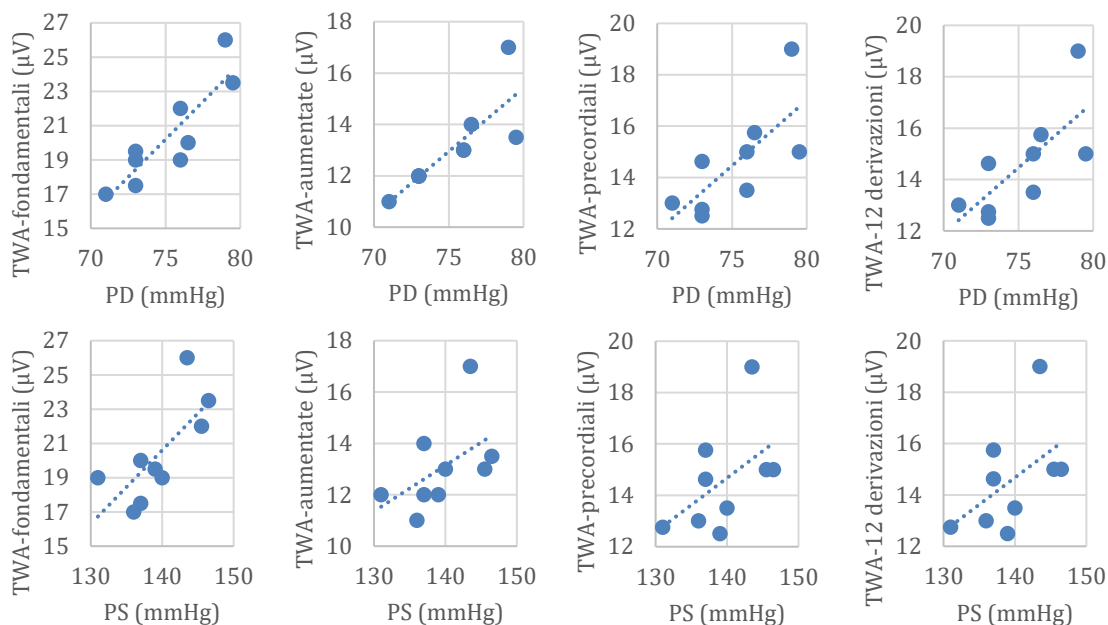 TWA-fondamentali (µV)
27
25
23
21
19
17
15
70 75 80
PD (mmHg)
TWA-aumentate (µV)
18
16
14
12
10
70 75 80
PD (mmHg)
TWA-precordiali (µV)
20
18
16
14
12
70 75 80
PD (mmHg)
TWA-12 derivazioni (µV)
20
18
16
14
12
70 75 80
PD (mmHg)
TWA-fondamentali (µV)
27
25
23
21
19
17
15
130 140 150
PS (mmHg)
TWA-aumentate (µV)
18
16
14
12
10
130 140 150
PS (mmHg)
TWA-precordiali (µV)
20
18
16
14
12
130 140 150
PS (mmHg)
TWA-12 derivazioni (µV)
20
18
16
14
12
130 140 150
PS (mmHg)